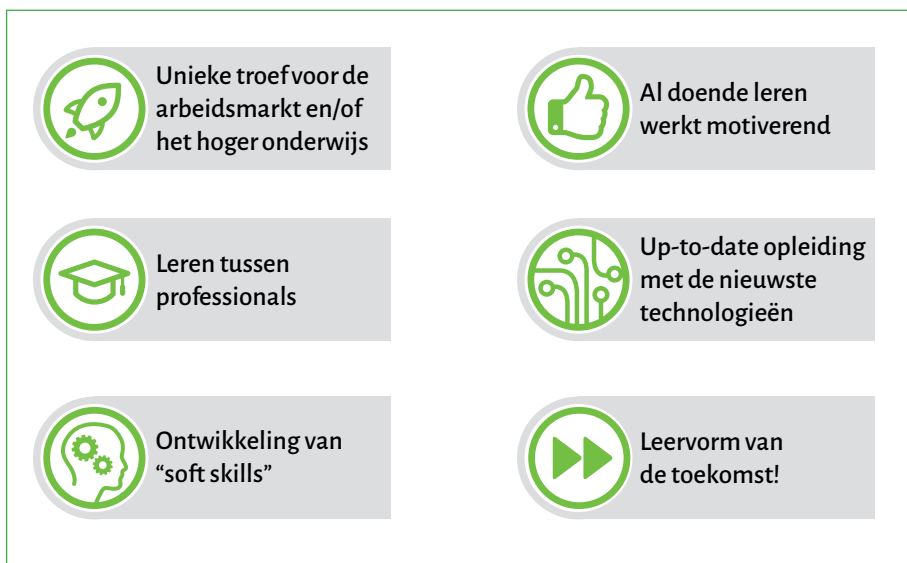 Unieke troef voor de
arbeidsmarkt en/of
het hoger onderwijs
Al doende leren
werkt motiverend
Leren tussen
professionals
Up-to-date opleiding
met de nieuwste
technologieën
Ontwikkeling van
“soft skills”
Leervorm van
de toekomst!